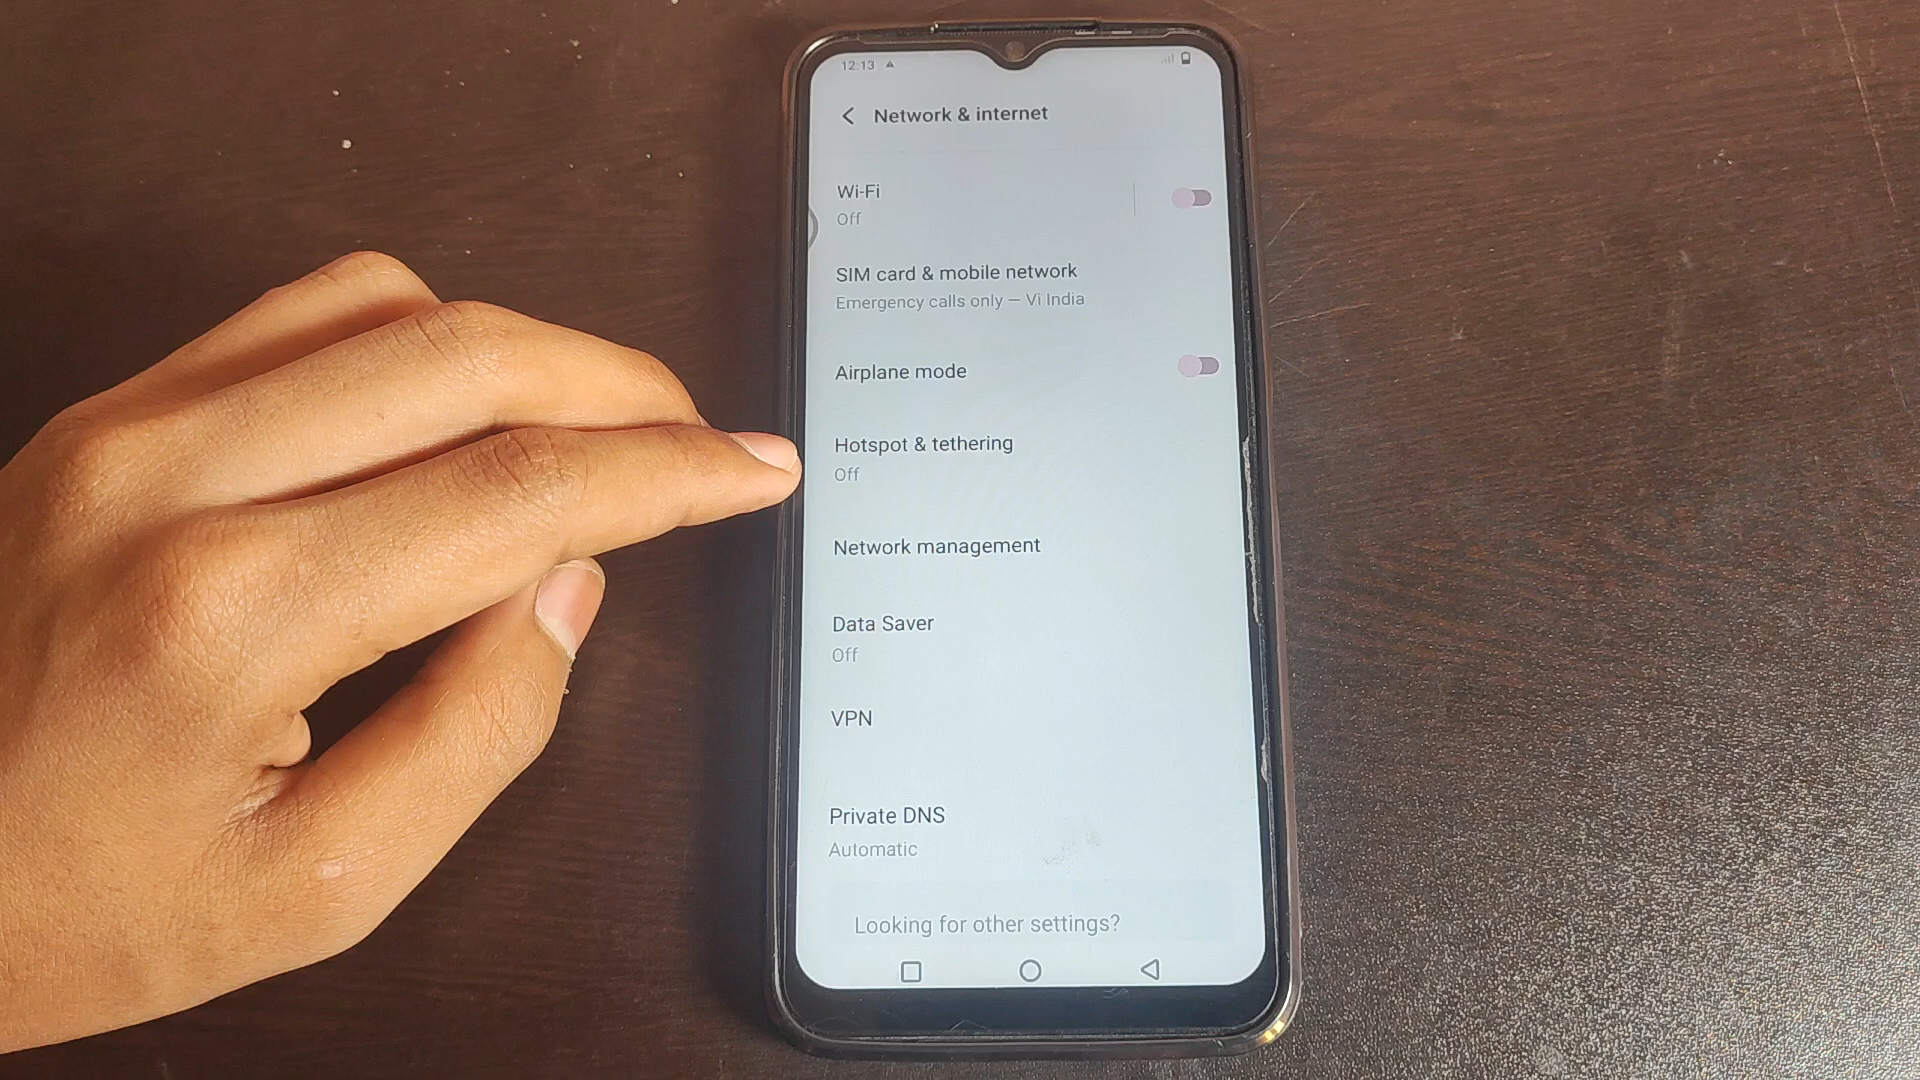 12:13
Network & internet
Wi-Fi
Off
SIM card & mobile network
Emergency calls only — Vi India
Airplane mode
Hotspot & tethering
Off
Network management
Data Saver
Off
VPN
Private DNS
Automatic
Looking for other settings?